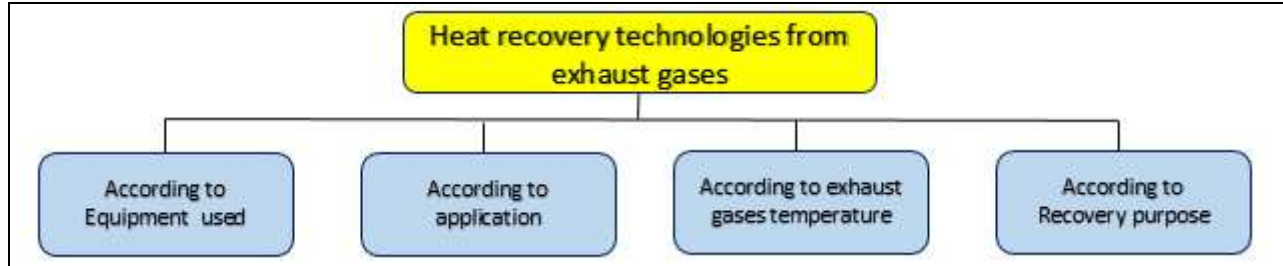 Heat recovery technologies from
exhaust gases
According to
Equipment used
According to
application
According to exhaust
gases temperature
According to
Recovery purpose